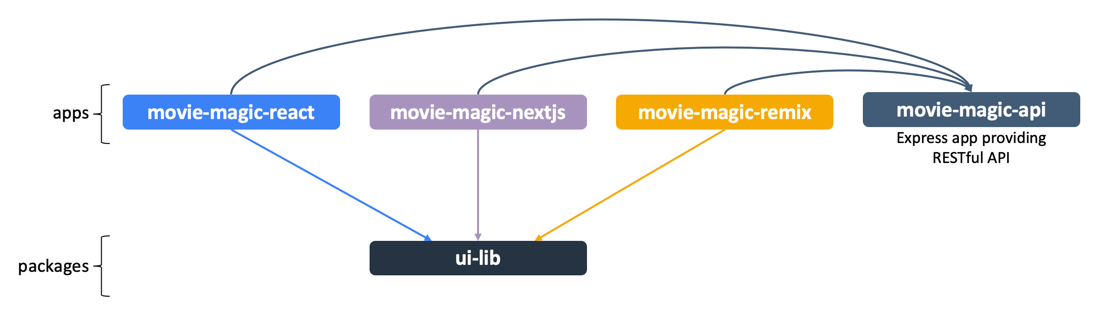 apps
movie-magic-react
movie-magic-nextjs
movie-magic-remix
movie-magic-api
Express app providing
RESTful API
packages
ui-lib